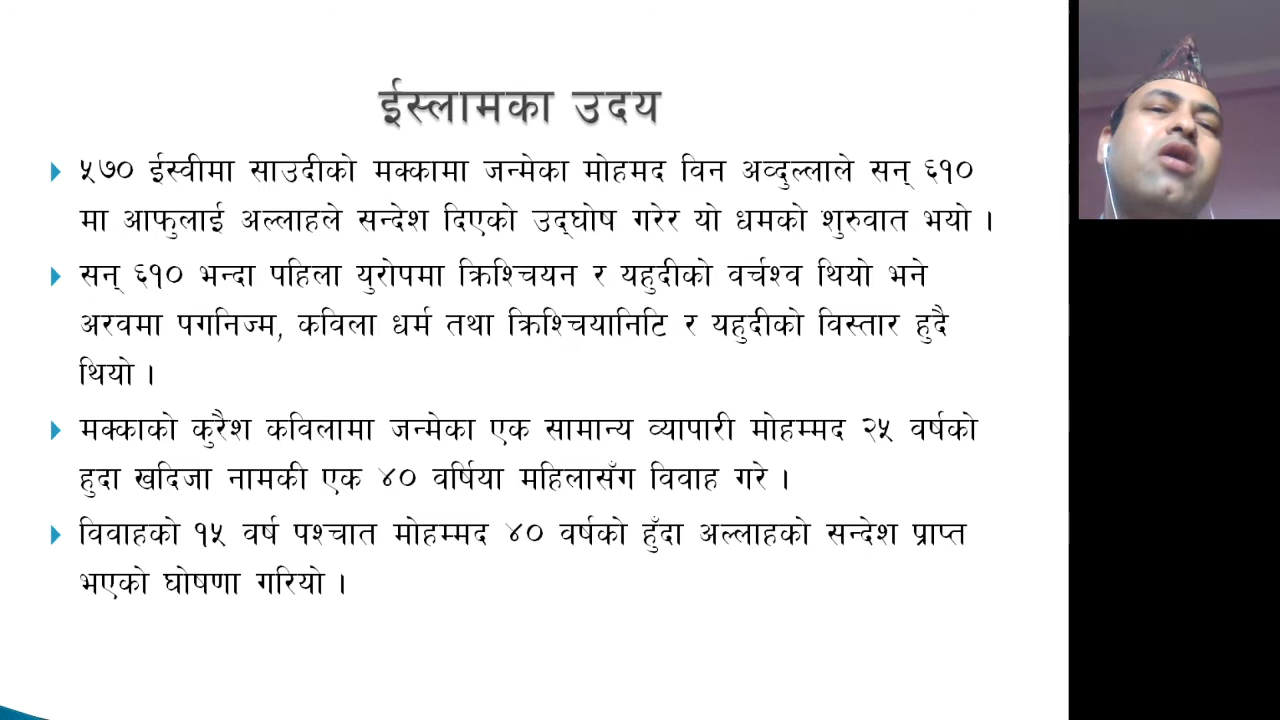 ईस्लामका उदय
५७० ईस्वीमा साउदीको मक्कामा जन्मेका मोहमद विन अव्दुल्लाले सन् ६१०
मा आफुलाई अल्लाहले सन्देश दिएको उद्घोष गरेर यो धमको शुरुवात भयो ।
सन् ६१० भन्दा पहिला युरोपमा क्रिश्चियन र यहुदीको वर्चश्व थियो भने
अरवमा पगनिज्म, कविला धर्म तथा क्रिश्चियानिटि र यहुदीको विस्तार हुदै
थियो ।
मक्काको कुरैश कविलामा जन्मेका एक सामान्य व्यापारी मोहम्मद २५ वर्षको
हुदा खदिजा नामकी एक ४० वर्षिया महिलासँग विवाह गरे ।
विवाहको १५ वर्ष पश्चात मोहम्मद ४० वर्षको हुँदा अल्लाहको सन्देश प्राप्त
भएको घोषणा गरियो ।